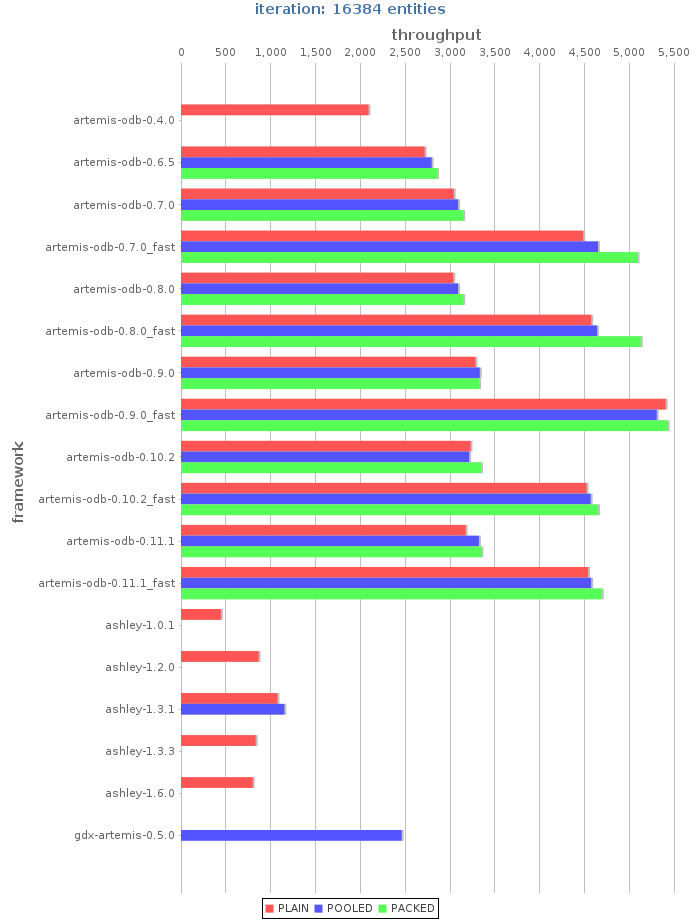 iteration: 16384 entities
throughput
0 500 1,000 1,500 2,000 2,500 3,000 3,500 4,000 4,500 5,000 5,500
framework
artemis-odb-0.4.0
artemis-odb-0.6.5
artemis-odb-0.7.0
artemis-odb-0.7.0_fast
artemis-odb-0.8.0
artemis-odb-0.8.0_fast
artemis-odb-0.9.0
artemis-odb-0.9.0_fast
artemis-odb-0.10.2
artemis-odb-0.10.2_fast
artemis-odb-0.11.1
artemis-odb-0.11.1_fast
ashley-1.0.1
ashley-1.2.0
ashley-1.3.1
ashley-1.3.3
ashley-1.6.0
gdx-artemis-0.5.0
PLAIN POOLED PACKED